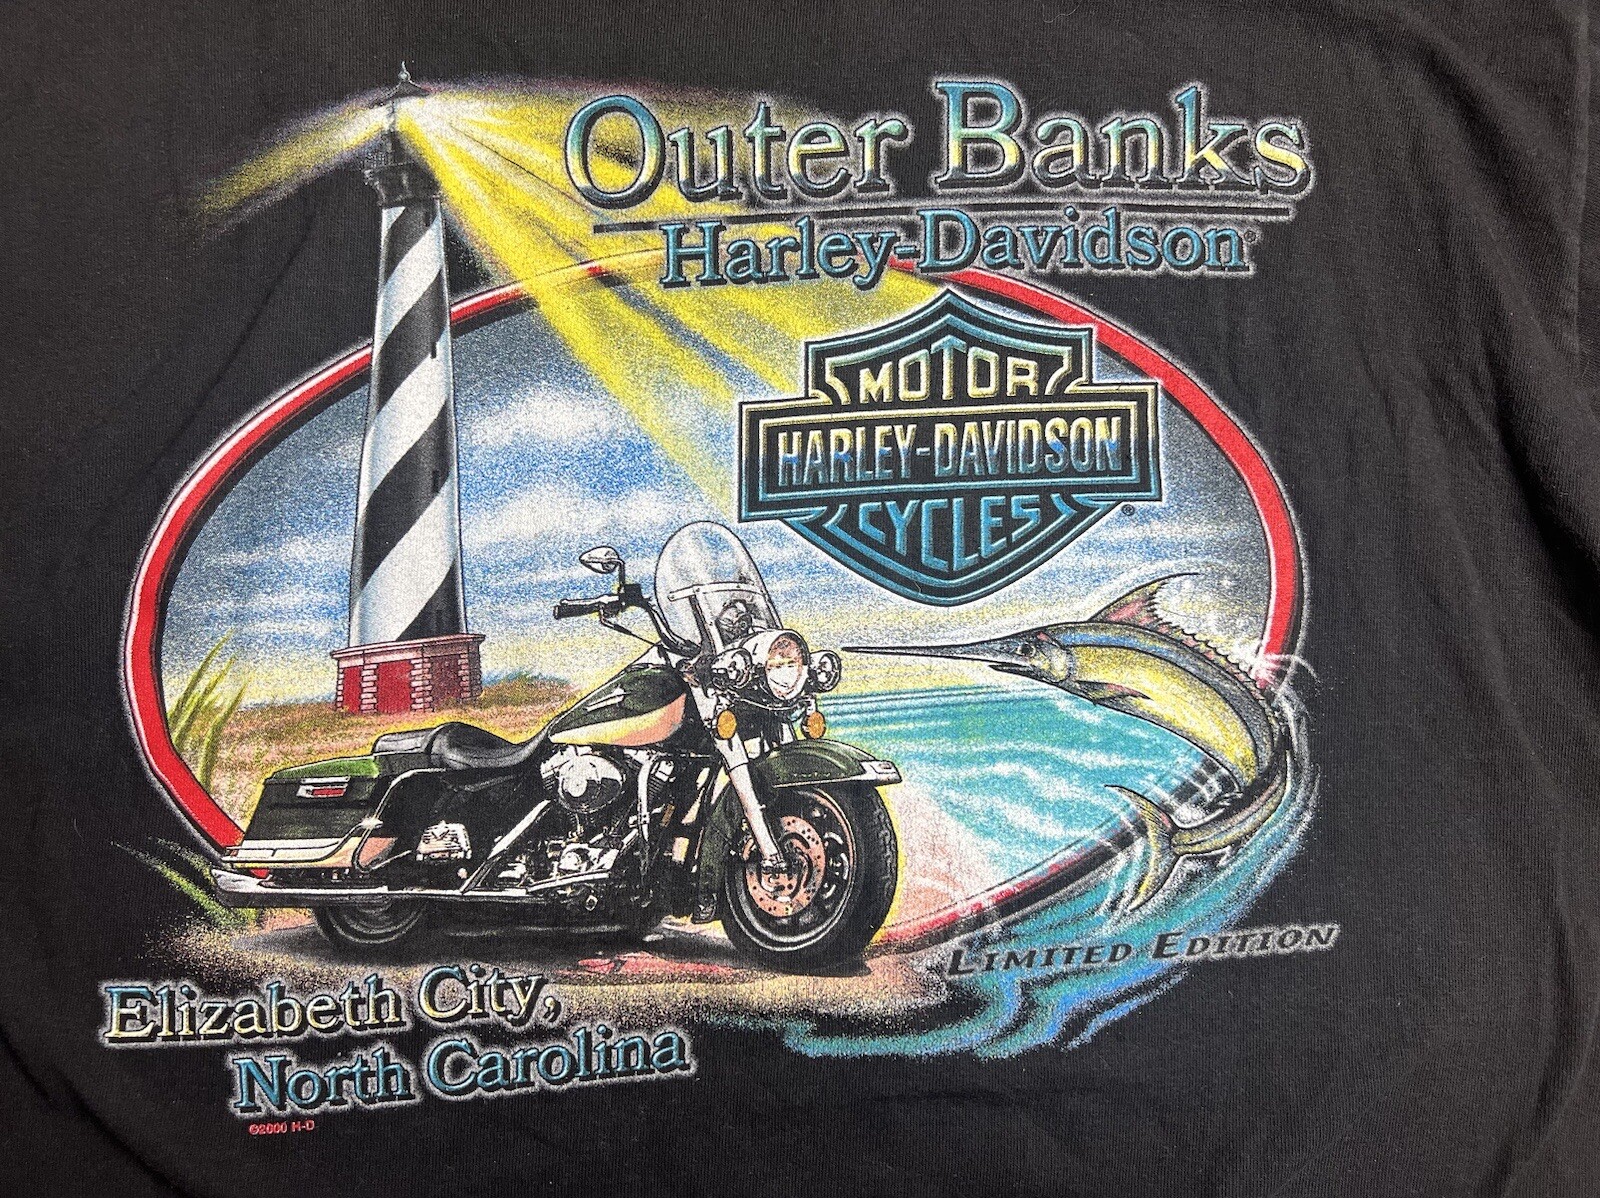 Outer Banks
Harley-Davidson®
MOTOR
HARLEY-DAVIDSON
CYCLES®
LIMITED EDITION
Elizabeth City,
North Carolina
©2000 H-D